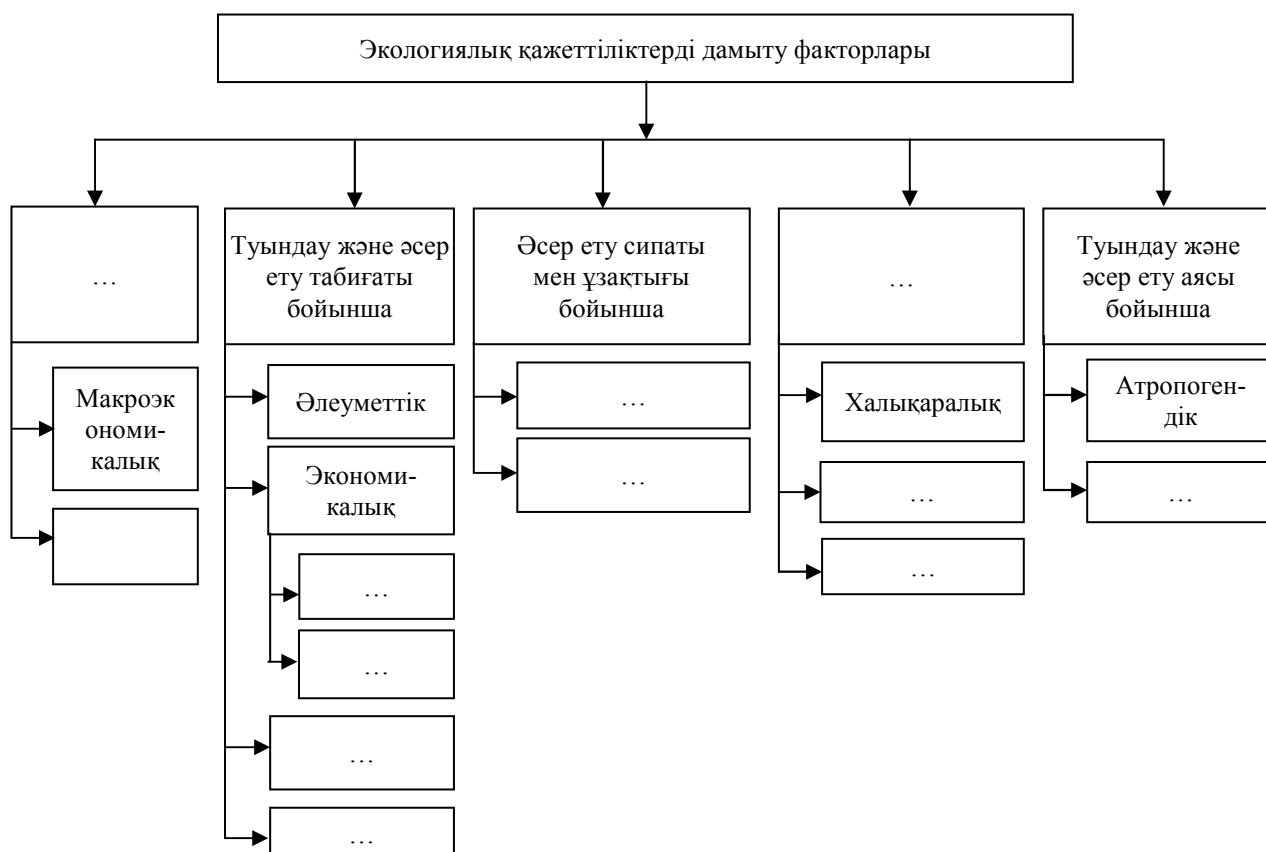 Экологиялық қажеттіліктерді дамыту факторлары
…
Туындау және әсер
ету табиғаты
бойынша
Әсер ету сипаты
мен ұзақтығы
бойынша
…
Туындау және
әсер ету аясы
бойынша
Макроэк
ономи-
калық
Әлеуметтік
Экономи-
калық
…
…
…
…
…
…
Халықаралық
…
…
Атропоген-
дік
…